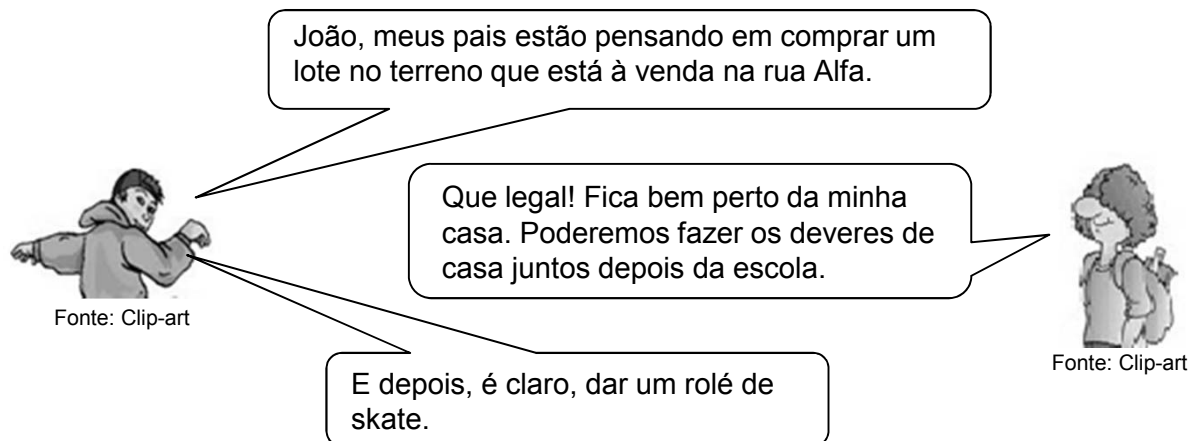 João, meus pais estão pensando em comprar um
lote no terreno que está à venda na rua Alfa.
Que legal! Fica bem perto da minha
casa. Poderemos fazer os deveres de
casa juntos depois da escola.
Fonte: Clip-art
Fonte: Clip-art
E depois, é claro, dar um rolé de
skate.